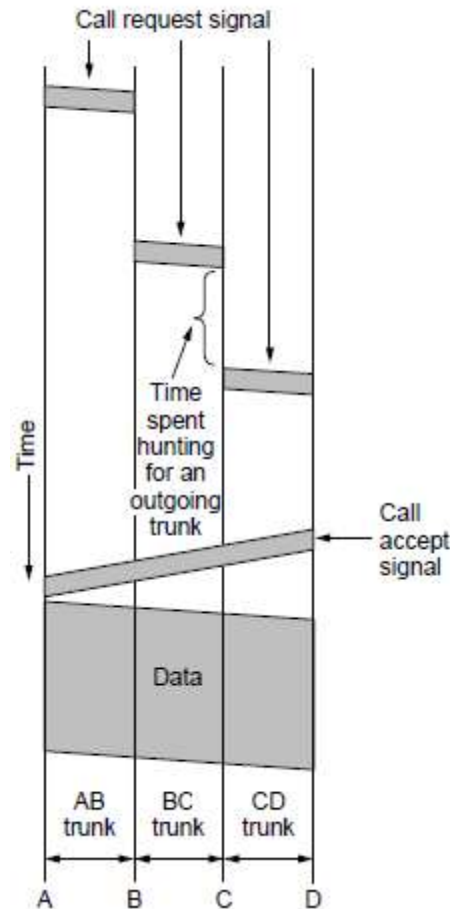 Call request signal
Time
spent
hunting
for an
outgoing
trunk
Time
Call
accept
signal
Data
AB
trunk
BC
trunk
CD
trunk
A
B
C
D